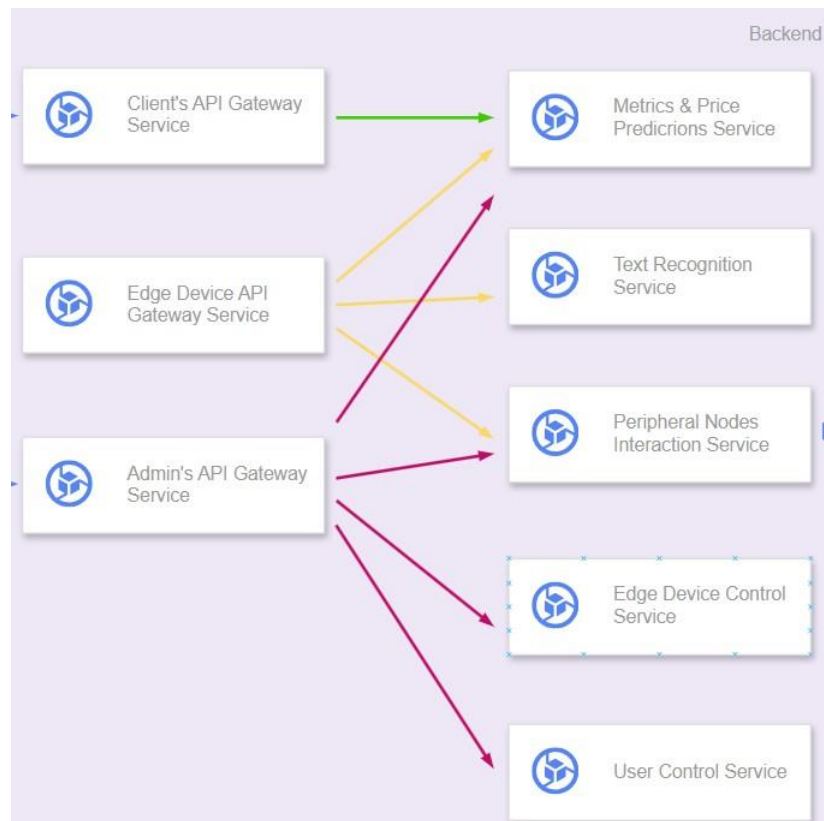 Backend
Client's API Gateway
Service
Metrics & Price
Predicrions Service
Edge Device API
Gateway Service
Text Recognition
Service
Admin's API Gateway
Service
Peripheral Nodes
Interaction Service
Edge Device Control
Service
User Control Service